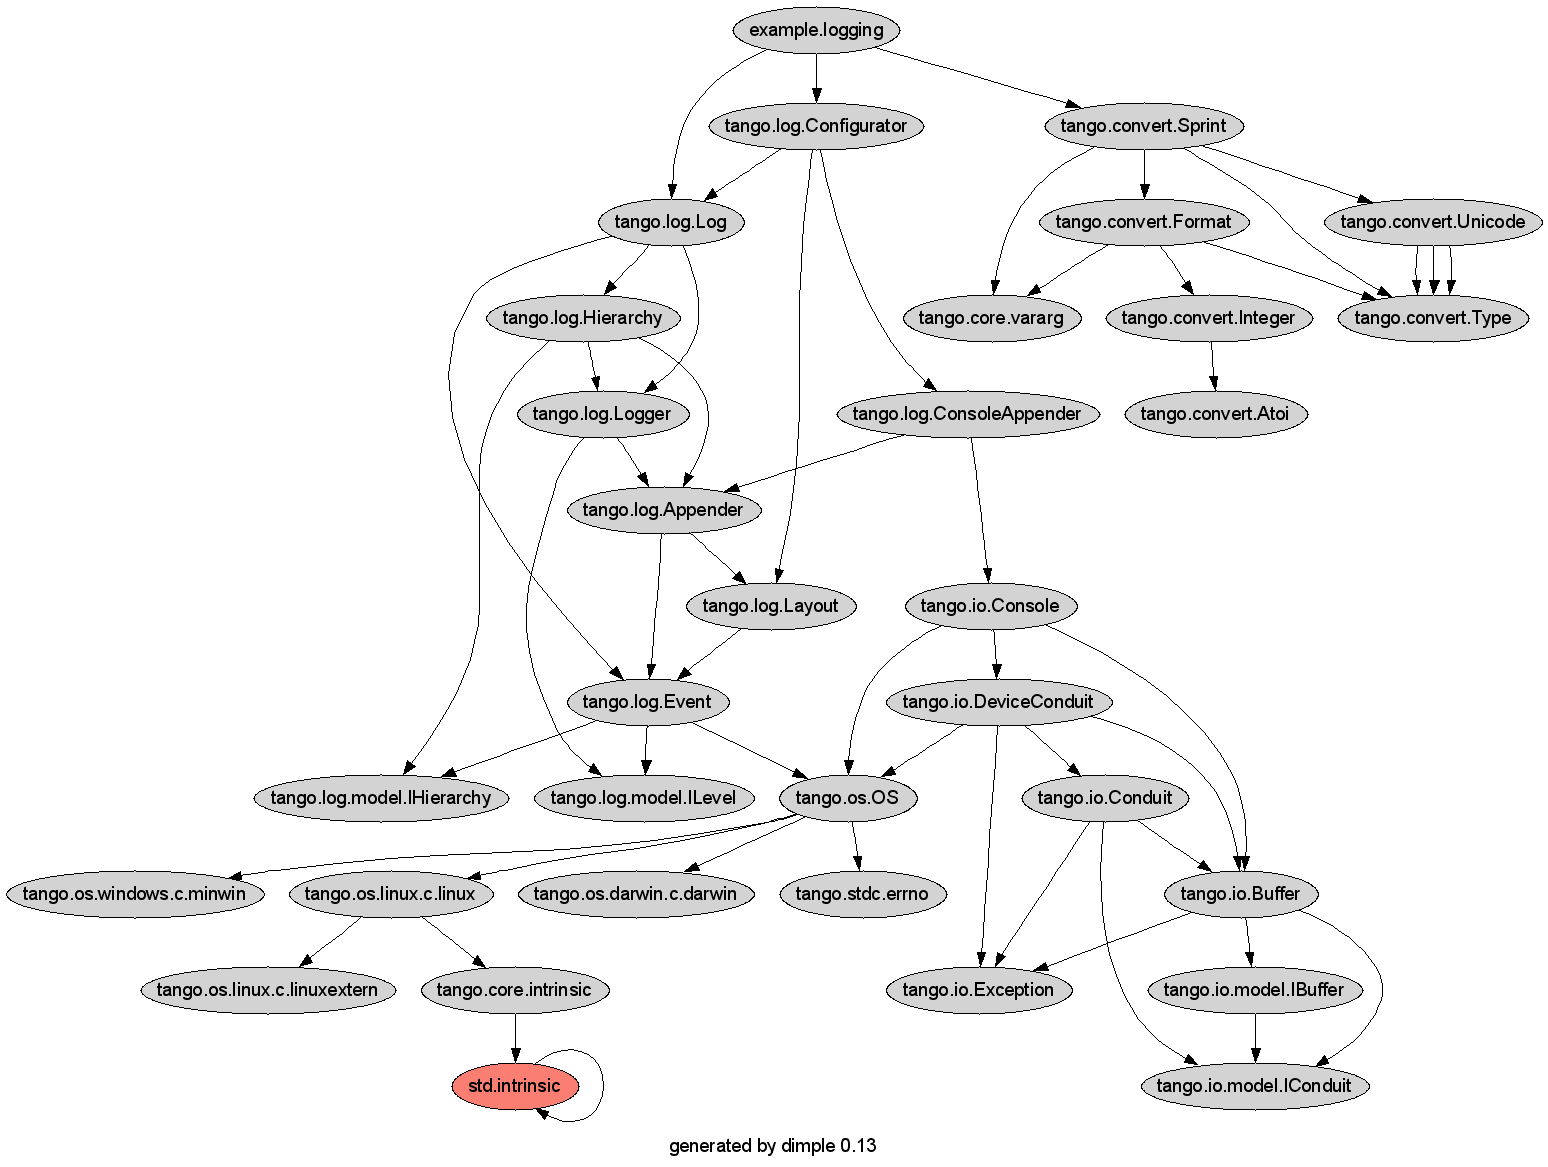 example.logging
tango.log.Configurator
tango.convert.Sprint
tango.log.Log
tango.convert.Format
tango.convert.Unicode
tango.log.Hierarchy
tango.core.vararg
tango.convert.Integer
tango.convert.Type
tango.log.Logger
tango.log.ConsoleAppender
tango.convert.Atoi
tango.log.Appender
tango.log.Layout
tango.io.Console
tango.log.Event
tango.io.DeviceConduit
tango.log.model.IHierarchy
tango.log.model.ILevel
tango.os.OS
tango.io.Conduit
tango.os.windows.c.minwin
tango.os.linux.c.linux
tango.os.darwin.c.darwin
tango.stdc.errno
tango.io.Buffer
tango.os.linux.c.linuxextern
tango.core.intrinsic
tango.io.Exception
tango.io.model.IBuffer
std.intrinsic
tango.io.model.IConduit
generated by dimple 0.13